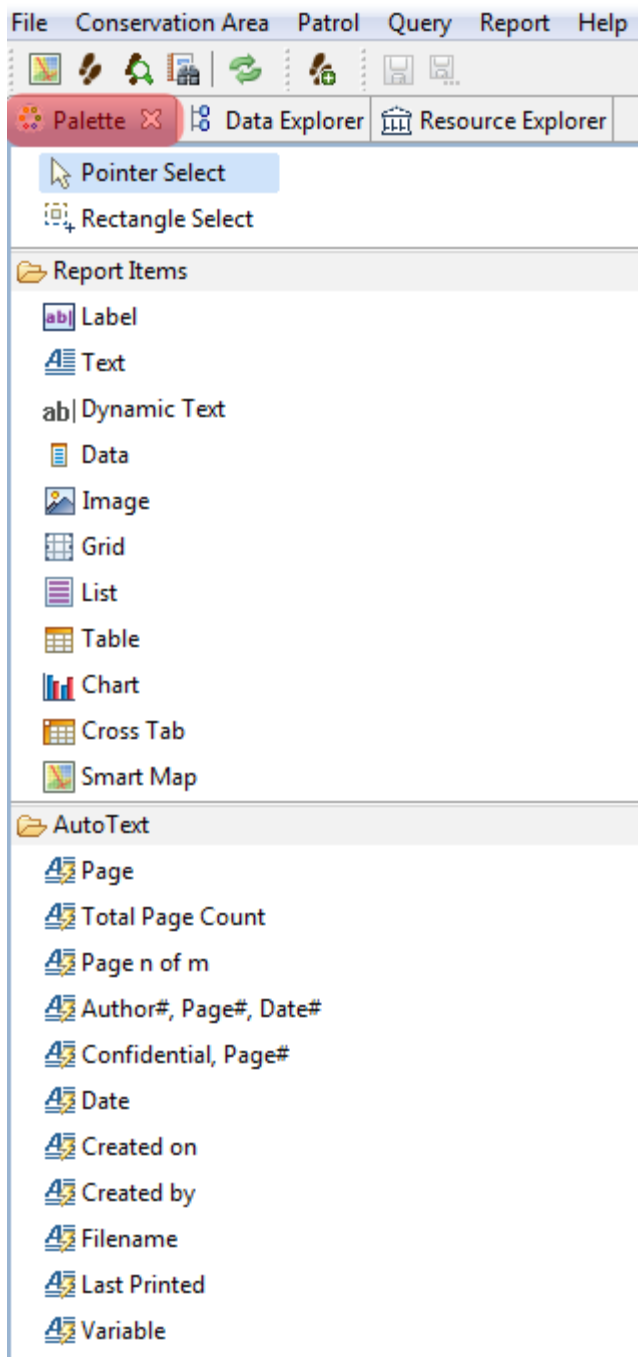 File Conservation Area Patrol Query Report Help
Palette Data Explorer Resource Explorer
Pointer Select
Rectangle Select
Report Items
ab| Label
Text
ab| Dynamic Text
Data
Image
Grid
List
Table
Chart
Cross Tab
Smart Map
AutoText
Page
Total Page Count
Page n of m
Author#, Page#, Date#
Confidential, Page#
Date
Created on
Created by
Filename
Last Printed
Variable